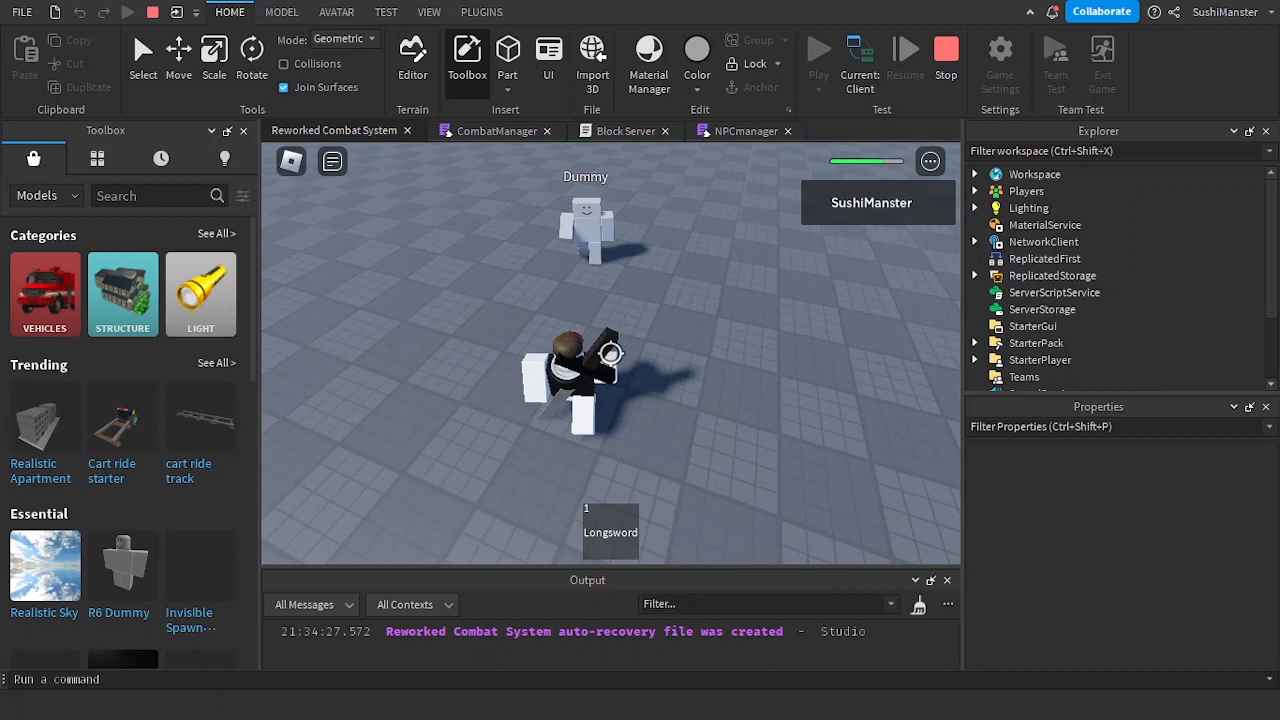 FILE HOME MODEL AVATAR TEST VIEW PLUGINS Collaborate SushiManster
Paste Copy Cut Duplicate Clipboard
Select Move Scale Rotate Mode: Geometric Collisions Join Surfaces Tools
Editor Terrain
Toolbox Part UI Insert
Import 3D File
Material Manager Color Group Lock Anchor Edit
Play Current: Client Resume Stop Test
Game Settings Settings
Team Test Exit Game Team Test
Toolbox
Models Search
Categories See All>
VEHICLES STRUCTURE LIGHT
Trending See All>
Realistic Apartment Cart ride starter cart ride track
Essential See All>
Realistic Sky R6 Dummy Invisible Spawn···
Reworked Combat System CombatManager Block Server NPCmanager
Dummy
SushiManster
1
Longsword
Output
All Messages All Contexts Filter...
21:34:27.572 Reworked Combat System auto-recovery file was created - Studio
Explorer
Filter workspace (Ctrl+Shift+X)
Workspace
Players
Lighting
MaterialService
NetworkClient
ReplicatedFirst
ReplicatedStorage
ServerScriptService
ServerStorage
StarterGui
StarterPack
StarterPlayer
Teams
Properties
Filter Properties (Ctrl+Shift+P)
Run a command